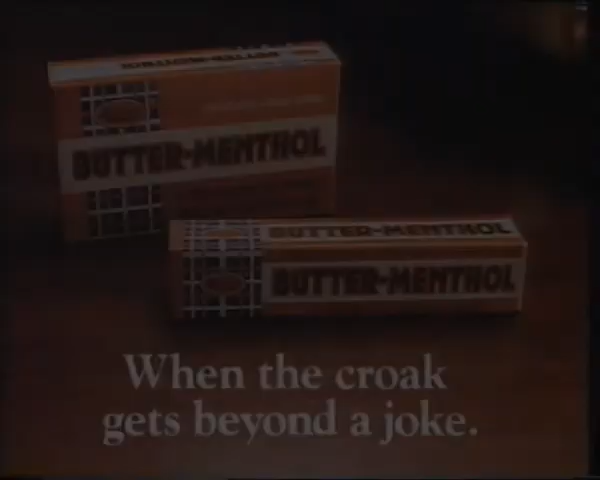 BUTTER-MENTHOL
BUTTER-MENTHOL
BUTTER-MENTHOL
When the croak
gets beyond a joke.